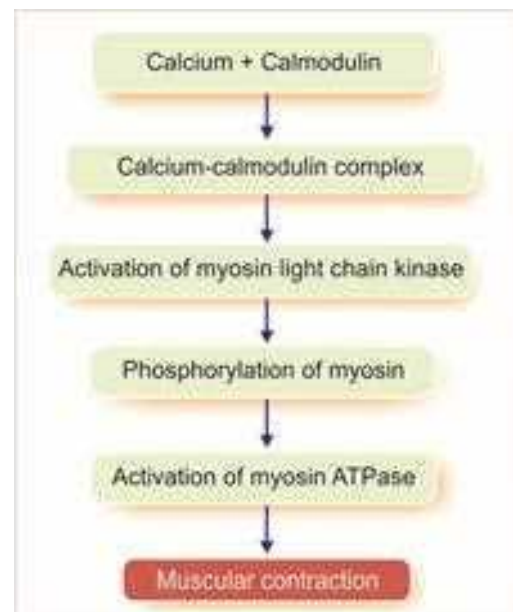 Calcium + Calmodulin
Calcium-calmodulin complex
Activation of myosin light chain kinase
Phosphorylation of myosin
Activation of myosin ATPase
Muscular contraction